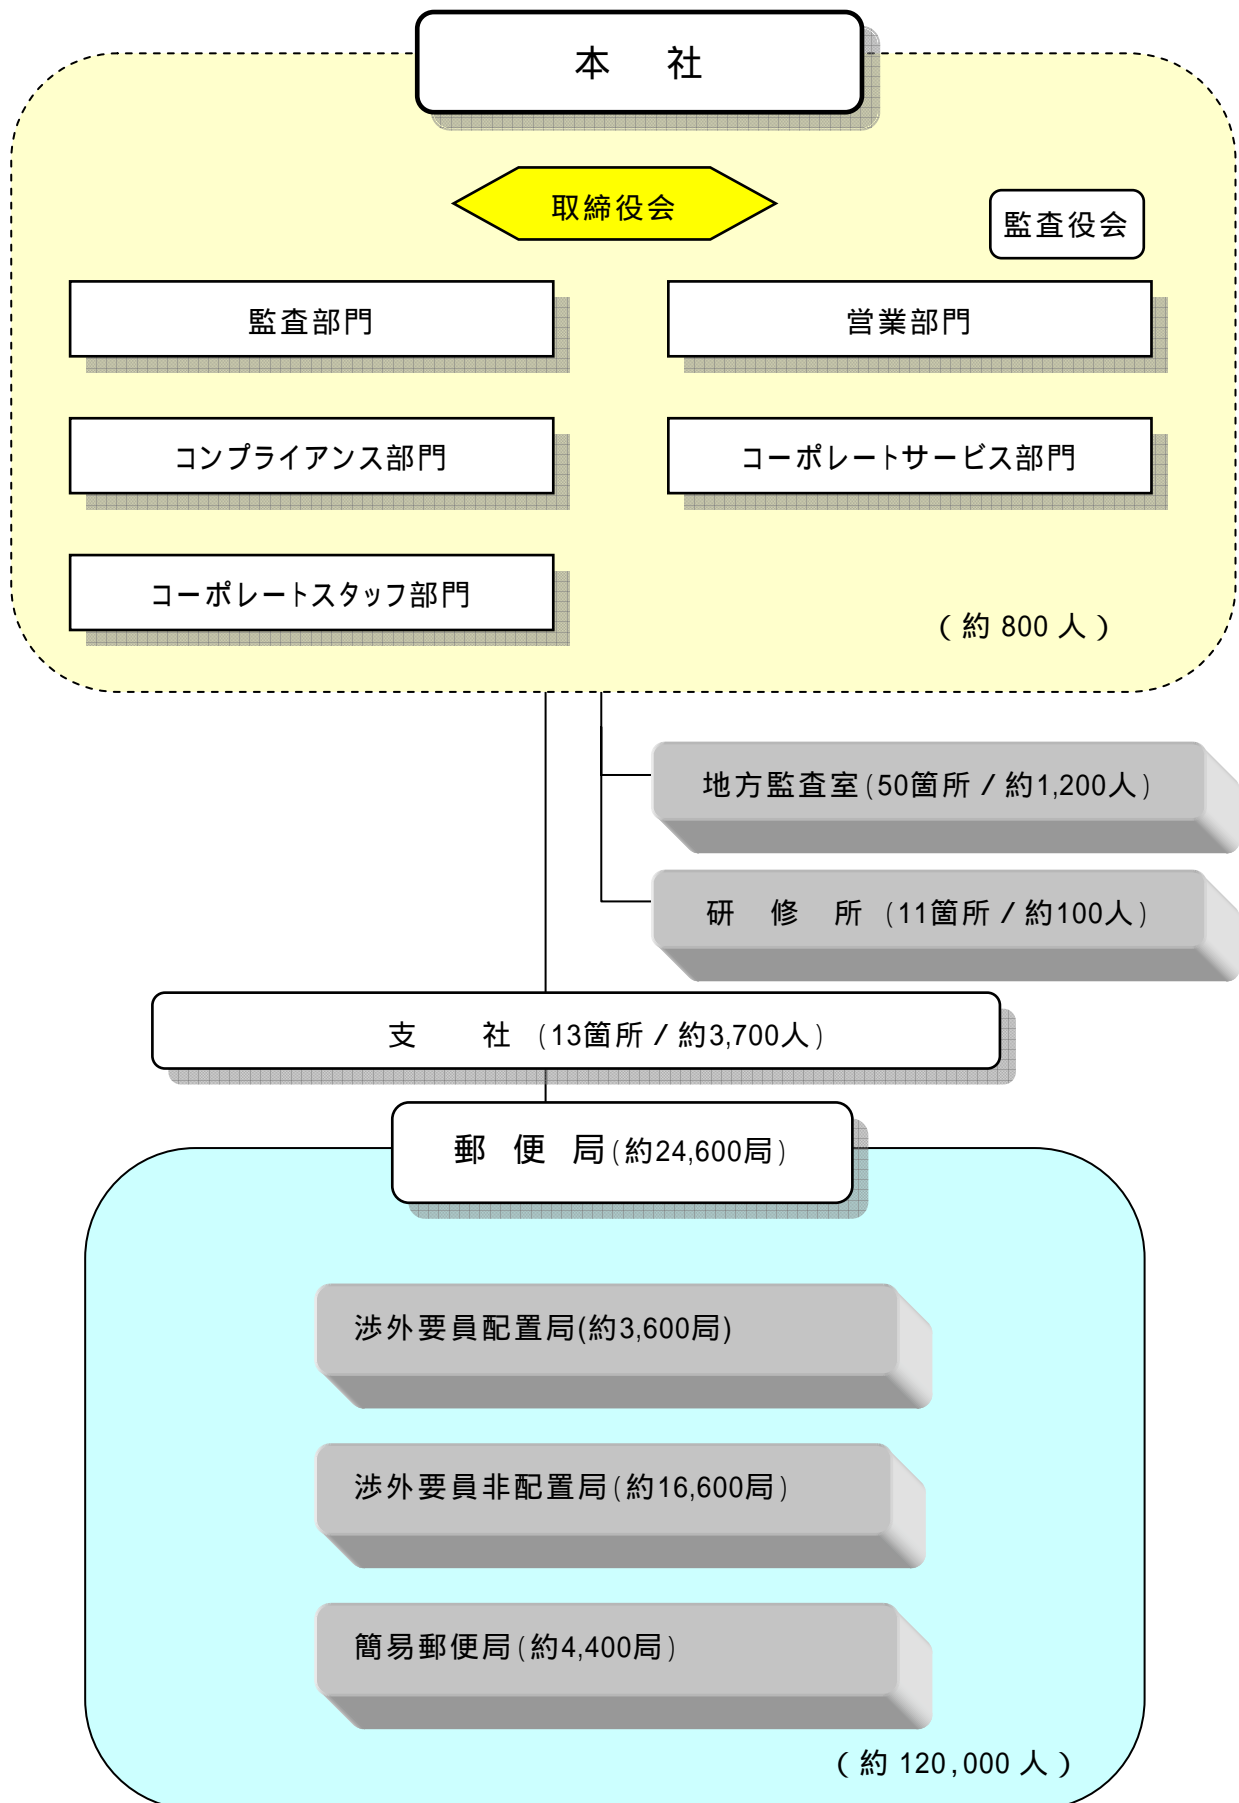 本　社
取締役会
監査役会
監査部門
営業部門
コンプライアンス部門
コーポレートサービス部門
コーポレートスタッフ部門
（約 800 人）
地方監査室(50箇所 / 約1,200人)
研　修　所 (11箇所 / 約100人)
支　　社 (13箇所 / 約3,700人)
郵 便 局(約24,600局)
渉外要員配置局(約3,600局)
渉外要員非配置局(約16,600局)
簡易郵便局(約4,400局)
（約 120,000 人）